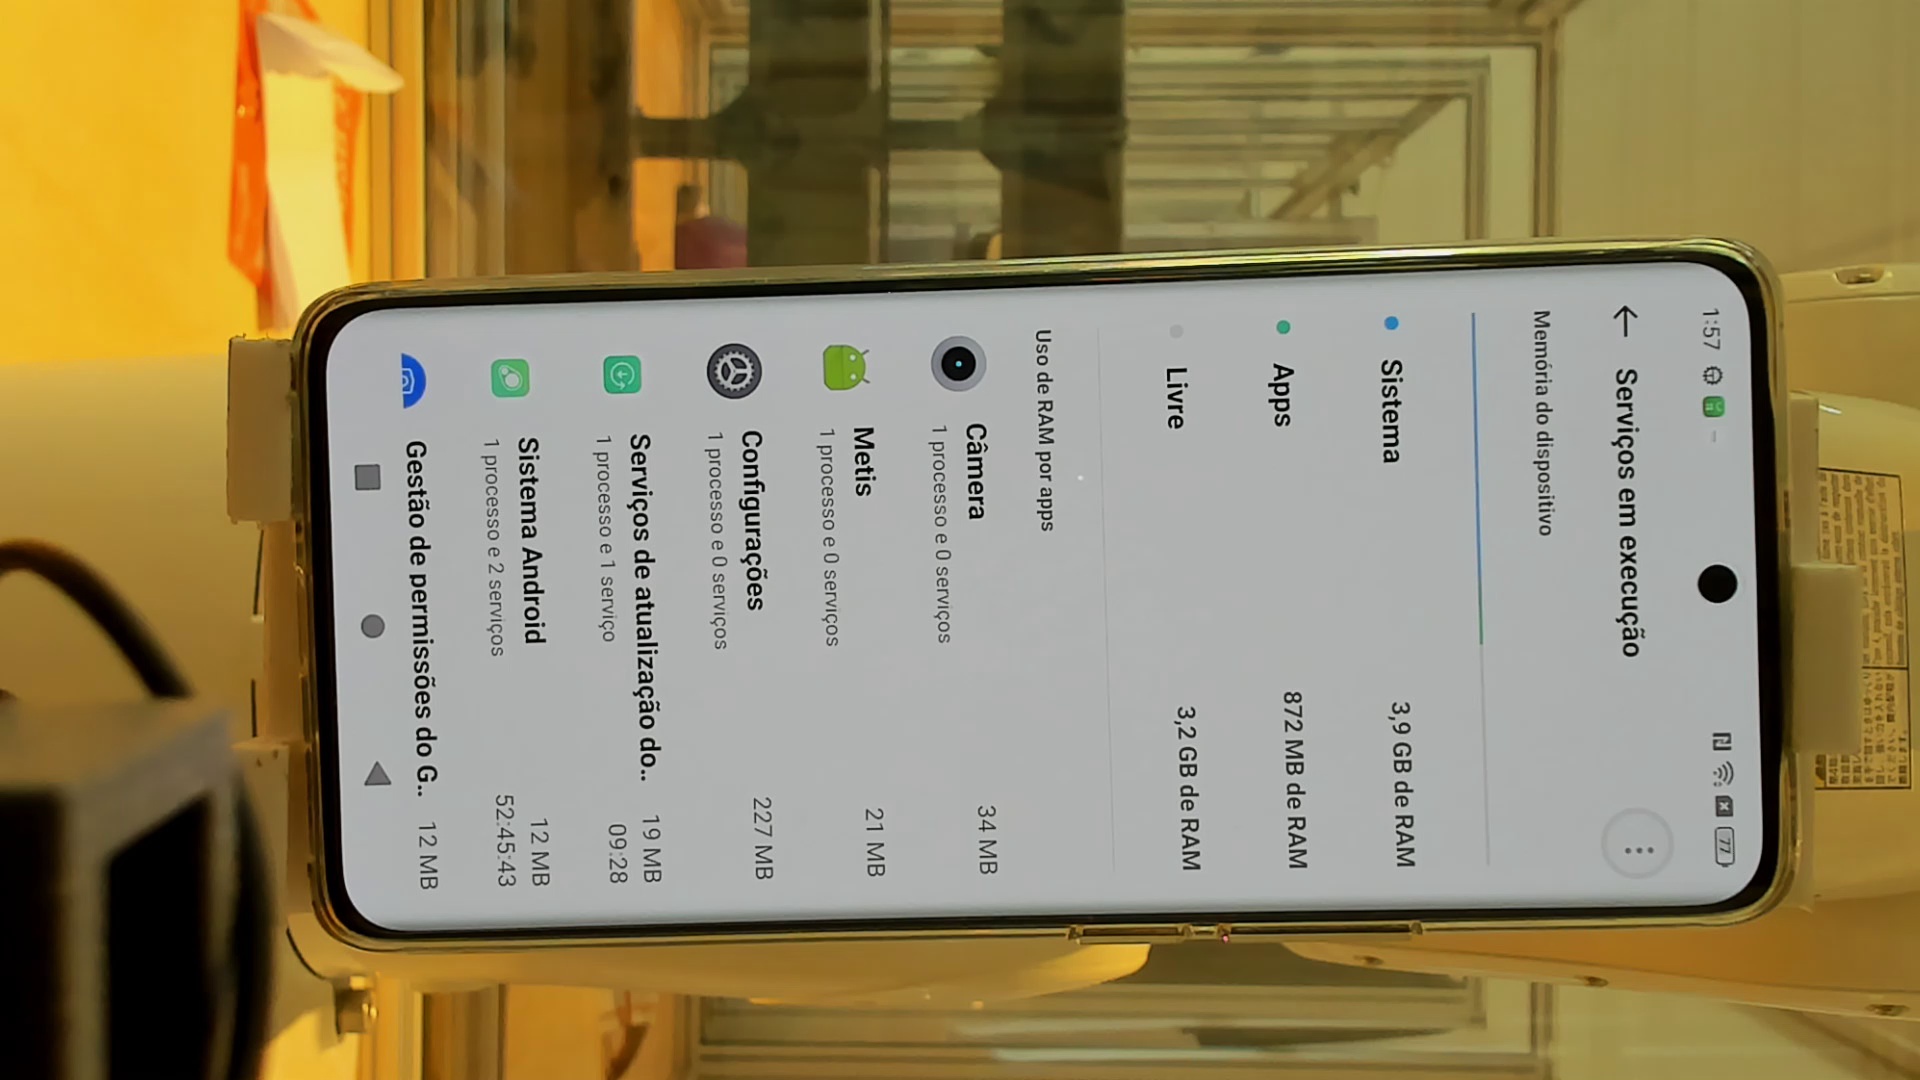 1:57
77
Serviços em execução
Memória do dispositivo
Sistema 3,9 GB de RAM
Apps 872 MB de RAM
Livre 3,2 GB de RAM
Uso de RAM por apps
Câmera 34 MB
1 processo e 0 serviços
Metis 21 MB
1 processo e 0 serviços
Configurações 227 MB
1 processo e 0 serviços
Serviços de atualização do.. 19 MB
1 processo e 1 serviço 09:28
Sistema Android 12 MB
1 processo e 2 serviços 52:45:43
Gestão de permissões do G.. 12 MB